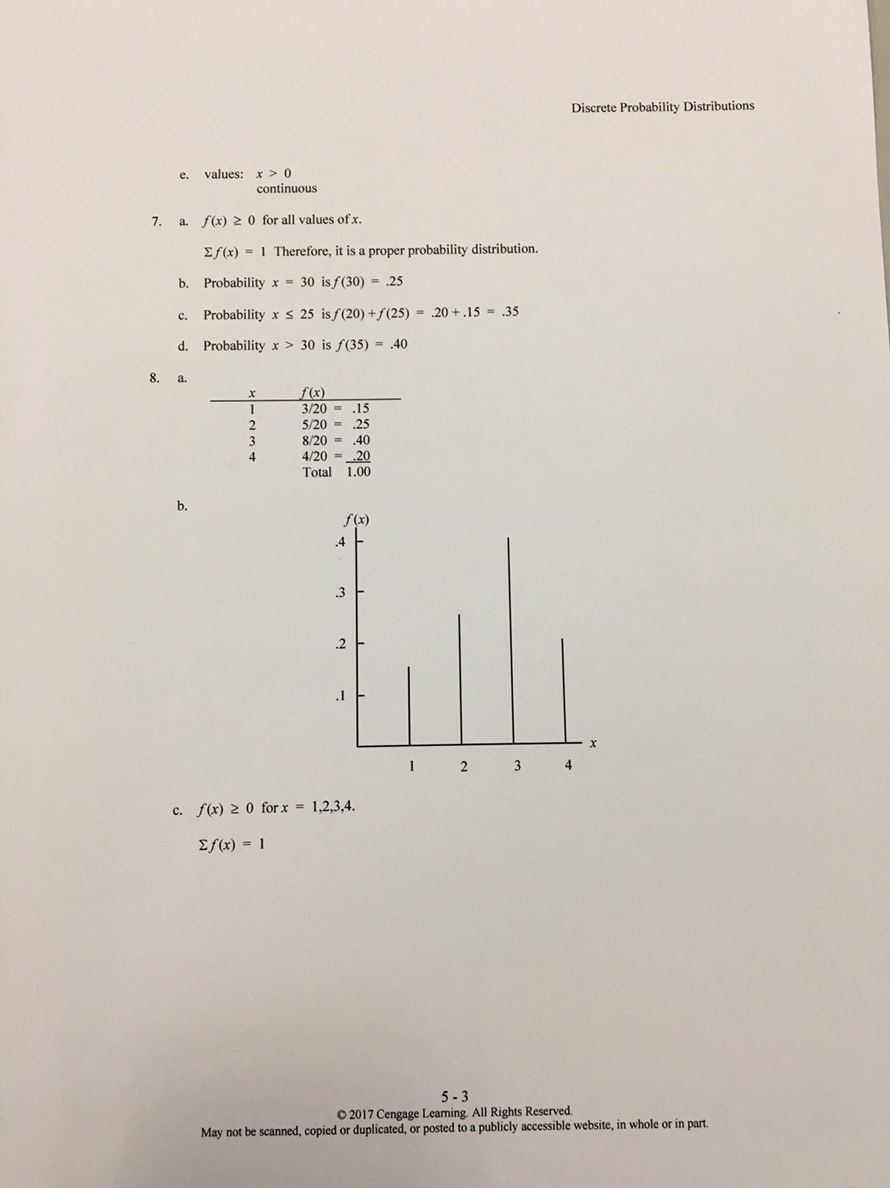 Discrete Probability Distributions
e. values: x > 0
continuous
7. a. f(x) ≥ 0 for all values of x.
Σ f(x) = 1 Therefore, it is a proper probability distribution.
b. Probability x = 30 is f(30) = .25
c. Probability x ≤ 25 is f(20) + f(25) = .20 + .15 = .35
d. Probability x > 30 is f(35) = .40
8. a.
x f(x)
1 3/20 = .15
2 5/20 = .25
3 8/20 = .40
4 4/20 = .20
Total 1.00
b.
f(x)
.4
.3
.2
.1
x
1 2 3 4
c. f(x) ≥ 0 for x = 1,2,3,4.
Σ f(x) = 1
5 - 3
© 2017 Cengage Learning. All Rights Reserved.
May not be scanned, copied or duplicated, or posted to a publicly accessible website, in whole or in part.